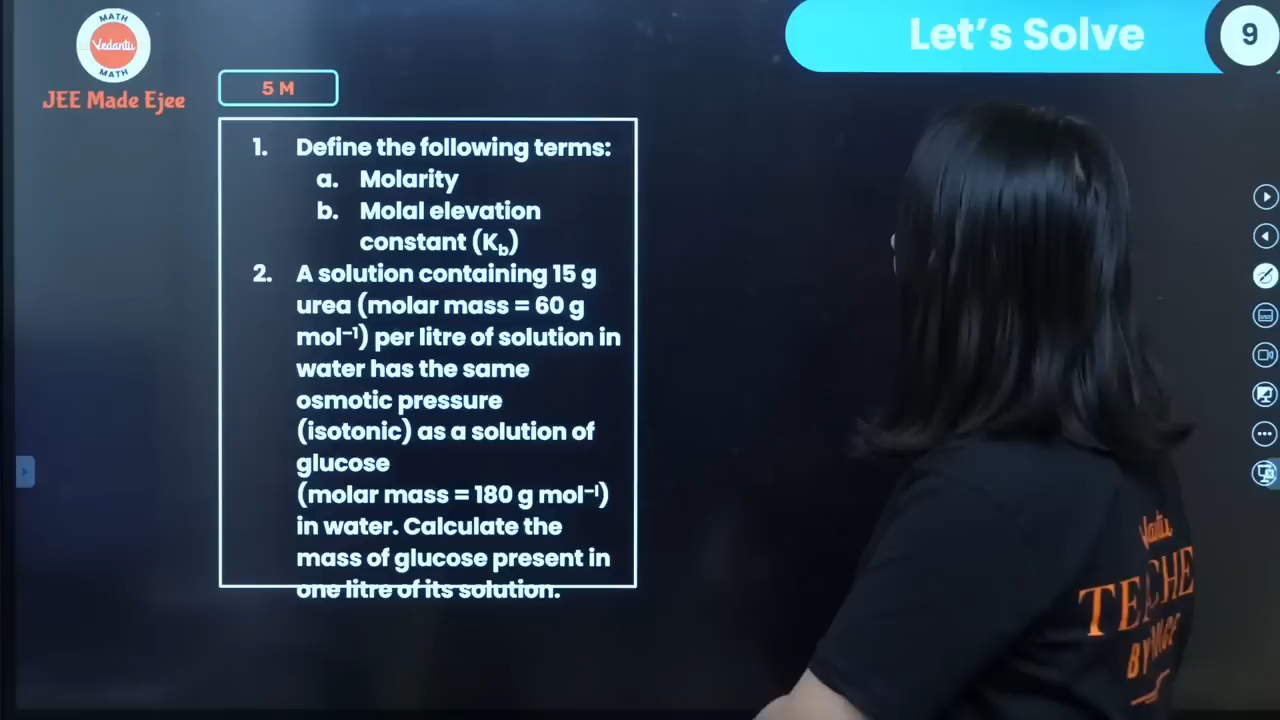 MATH
Vedantu
MATH
JEE Made Ejee
Let's Solve
9
5 M
1. Define the following terms:
a. Molarity
b. Molal elevation
constant (K_b)
2. A solution containing 15 g
urea (molar mass = 60 g
mol⁻¹) per litre of solution in
water has the same
osmotic pressure
(isotonic) as a solution of
glucose
(molar mass = 180 g mol⁻¹)
in water. Calculate the
mass of glucose present in
one litre of its solution.